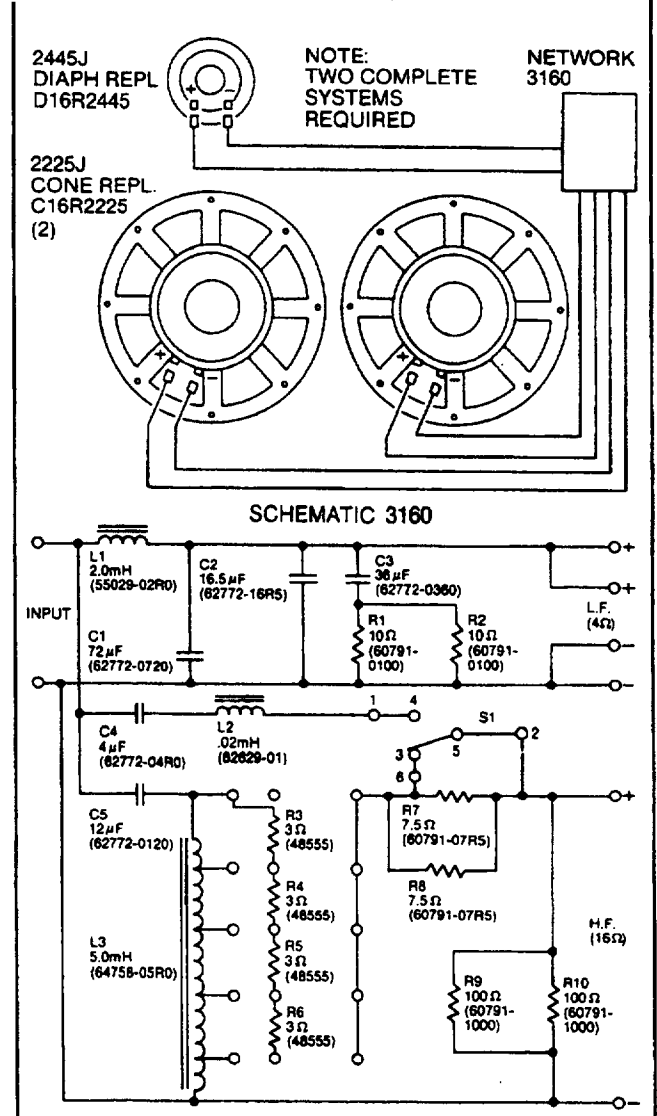 2445J
DIAPH REPL
D16R2445
NOTE:
TWO COMPLETE
SYSTEMS
REQUIRED
NETWORK
3160
+
−
2225J
CONE REPL.
C16R2225
(2)
+
−
+
−
SCHEMATIC 3160
L1
2.0mH
(55029-02R0)
C2
16.5µF
(62772-16R5)
C3
36µF
(62772-0360)
+
+
INPUT
C1
72µF
(62772-0720)
R1
10Ω
(60791-
0100)
R2
10Ω
(60791-
0100)
L.F.
(4Ω)
−
−
C4
4µF
(62772-04R0)
L2
.02mH
(62629-01)
1
4
S1
3
5
2
6
C5
12µF
(62772-0120)
R3
3Ω
(48555)
R7
7.5Ω
(60791-07R5)
+
R4
3Ω
(48555)
R8
7.5Ω
(60791-07R5)
L3
5.0mH
(64758-05R0)
R5
3Ω
(48555)
H.F.
(16Ω)
R6
3Ω
(48555)
R9
100Ω
(60791-
1000)
R10
100Ω
(60791-
1000)
−